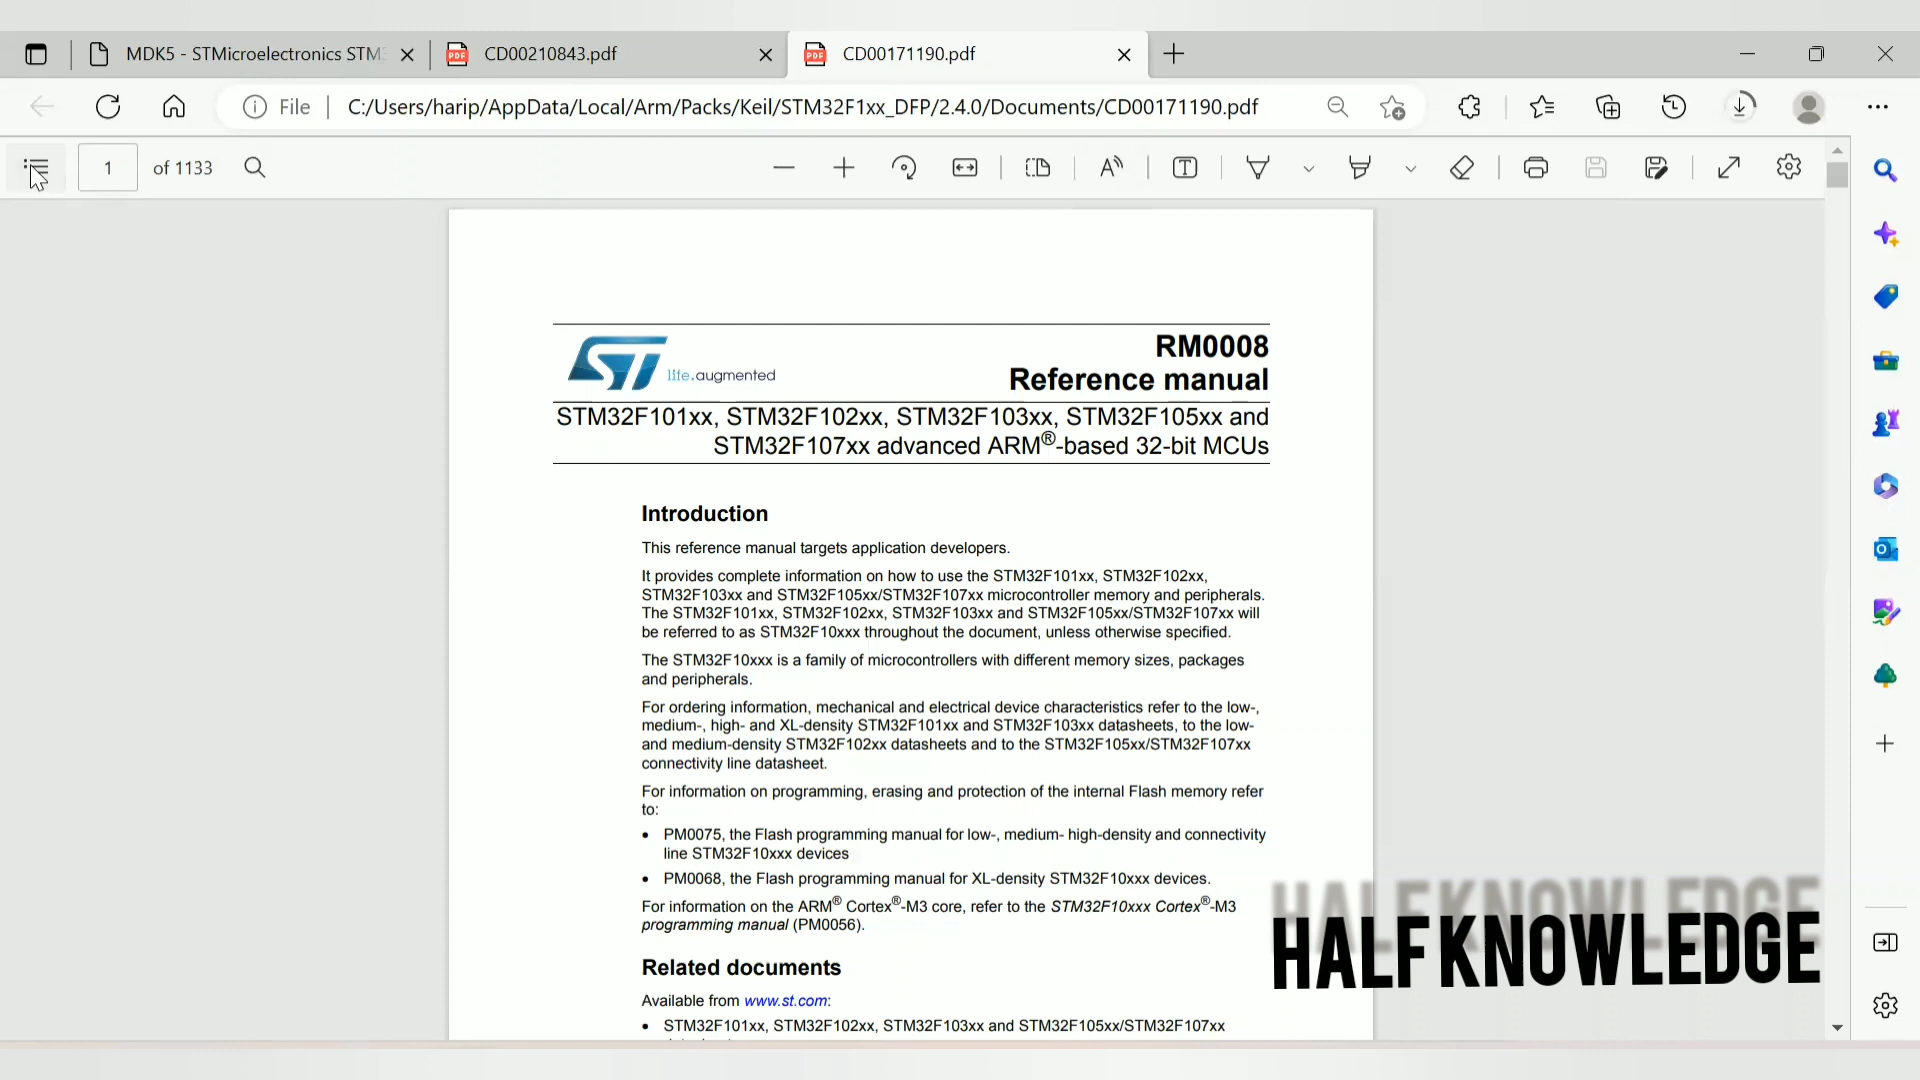 MDK5 - STMicroelectronics STM3
CD00210843.pdf
CD00171190.pdf
File
C:/Users/harip/AppData/Local/Arm/Packs/Keil/STM32F1xx_DFP/2.4.0/Documents/CD00171190.pdf
1 of 1133
ST life.augmented
RM0008
Reference manual
STM32F101xx, STM32F102xx, STM32F103xx, STM32F105xx and
STM32F107xx advanced ARM®-based 32-bit MCUs
Introduction
This reference manual targets application developers.
It provides complete information on how to use the STM32F101xx, STM32F102xx,
STM32F103xx and STM32F105xx/STM32F107xx microcontroller memory and peripherals.
The STM32F101xx, STM32F102xx, STM32F103xx and STM32F105xx/STM32F107xx will
be referred to as STM32F10xxx throughout the document, unless otherwise specified.
The STM32F10xxx is a family of microcontrollers with different memory sizes, packages
and peripherals.
For ordering information, mechanical and electrical device characteristics refer to the low-,
medium-, high- and XL-density STM32F101xx and STM32F103xx datasheets, to the low-
and medium-density STM32F102xx datasheets and to the STM32F105xx/STM32F107xx
connectivity line datasheet.
For information on programming, erasing and protection of the internal Flash memory refer
to:
• PM0075, the Flash programming manual for low-, medium- high-density and connectivity
line STM32F10xxx devices
• PM0068, the Flash programming manual for XL-density STM32F10xxx devices.
For information on the ARM® Cortex®-M3 core, refer to the STM32F10xxx Cortex®-M3
programming manual (PM0056).
Related documents
Available from www.st.com:
• STM32F101xx, STM32F102xx, STM32F103xx and STM32F105xx/STM32F107xx
HALF KNOWLEDGE